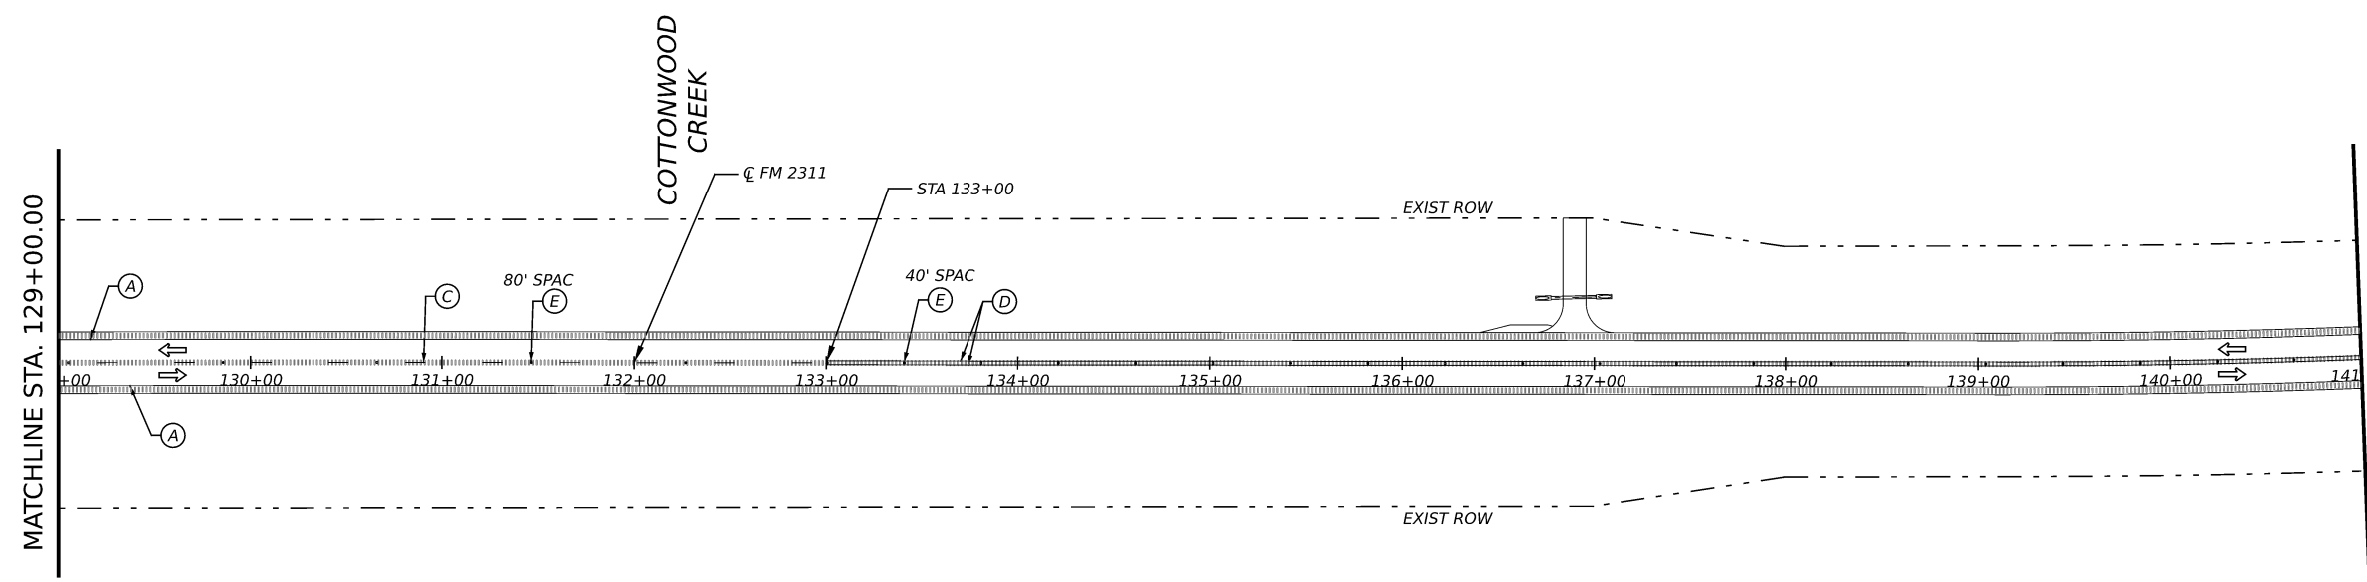 COTTONWOOD
CREEK
MATCHLINE STA. 129+00.00
℄ FM 2311
STA 133+00
EXIST ROW
A
C
80' SPAC
E
40' SPAC
E
D
+00
130+00
131+00
132+00
133+00
134+00
135+00
136+00
137+00
138+00
139+00
140+00
141
A
EXIST ROW